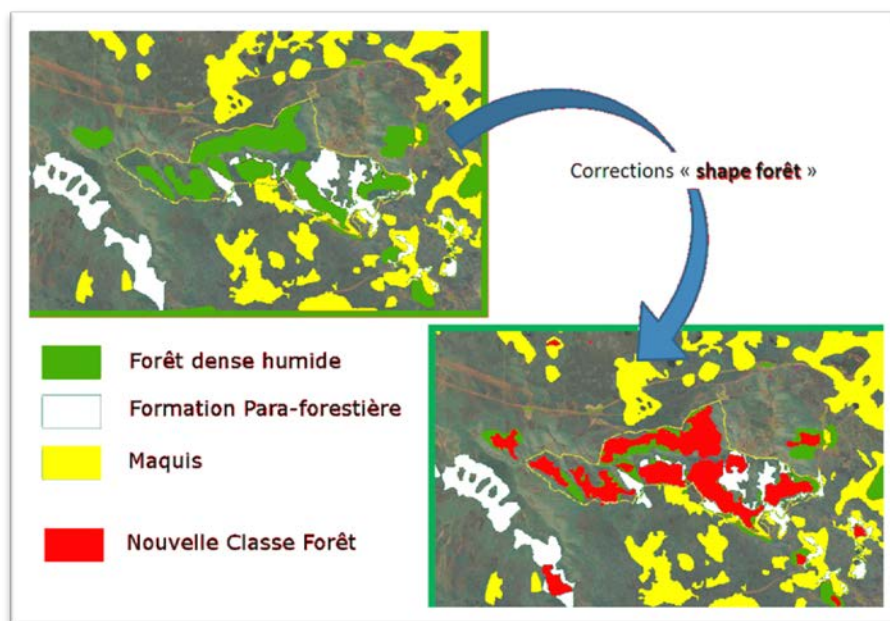 Corrections « shape forêt »
Forêt dense humide
Formation Para-forestière
Maquis
Nouvelle Classe Forêt